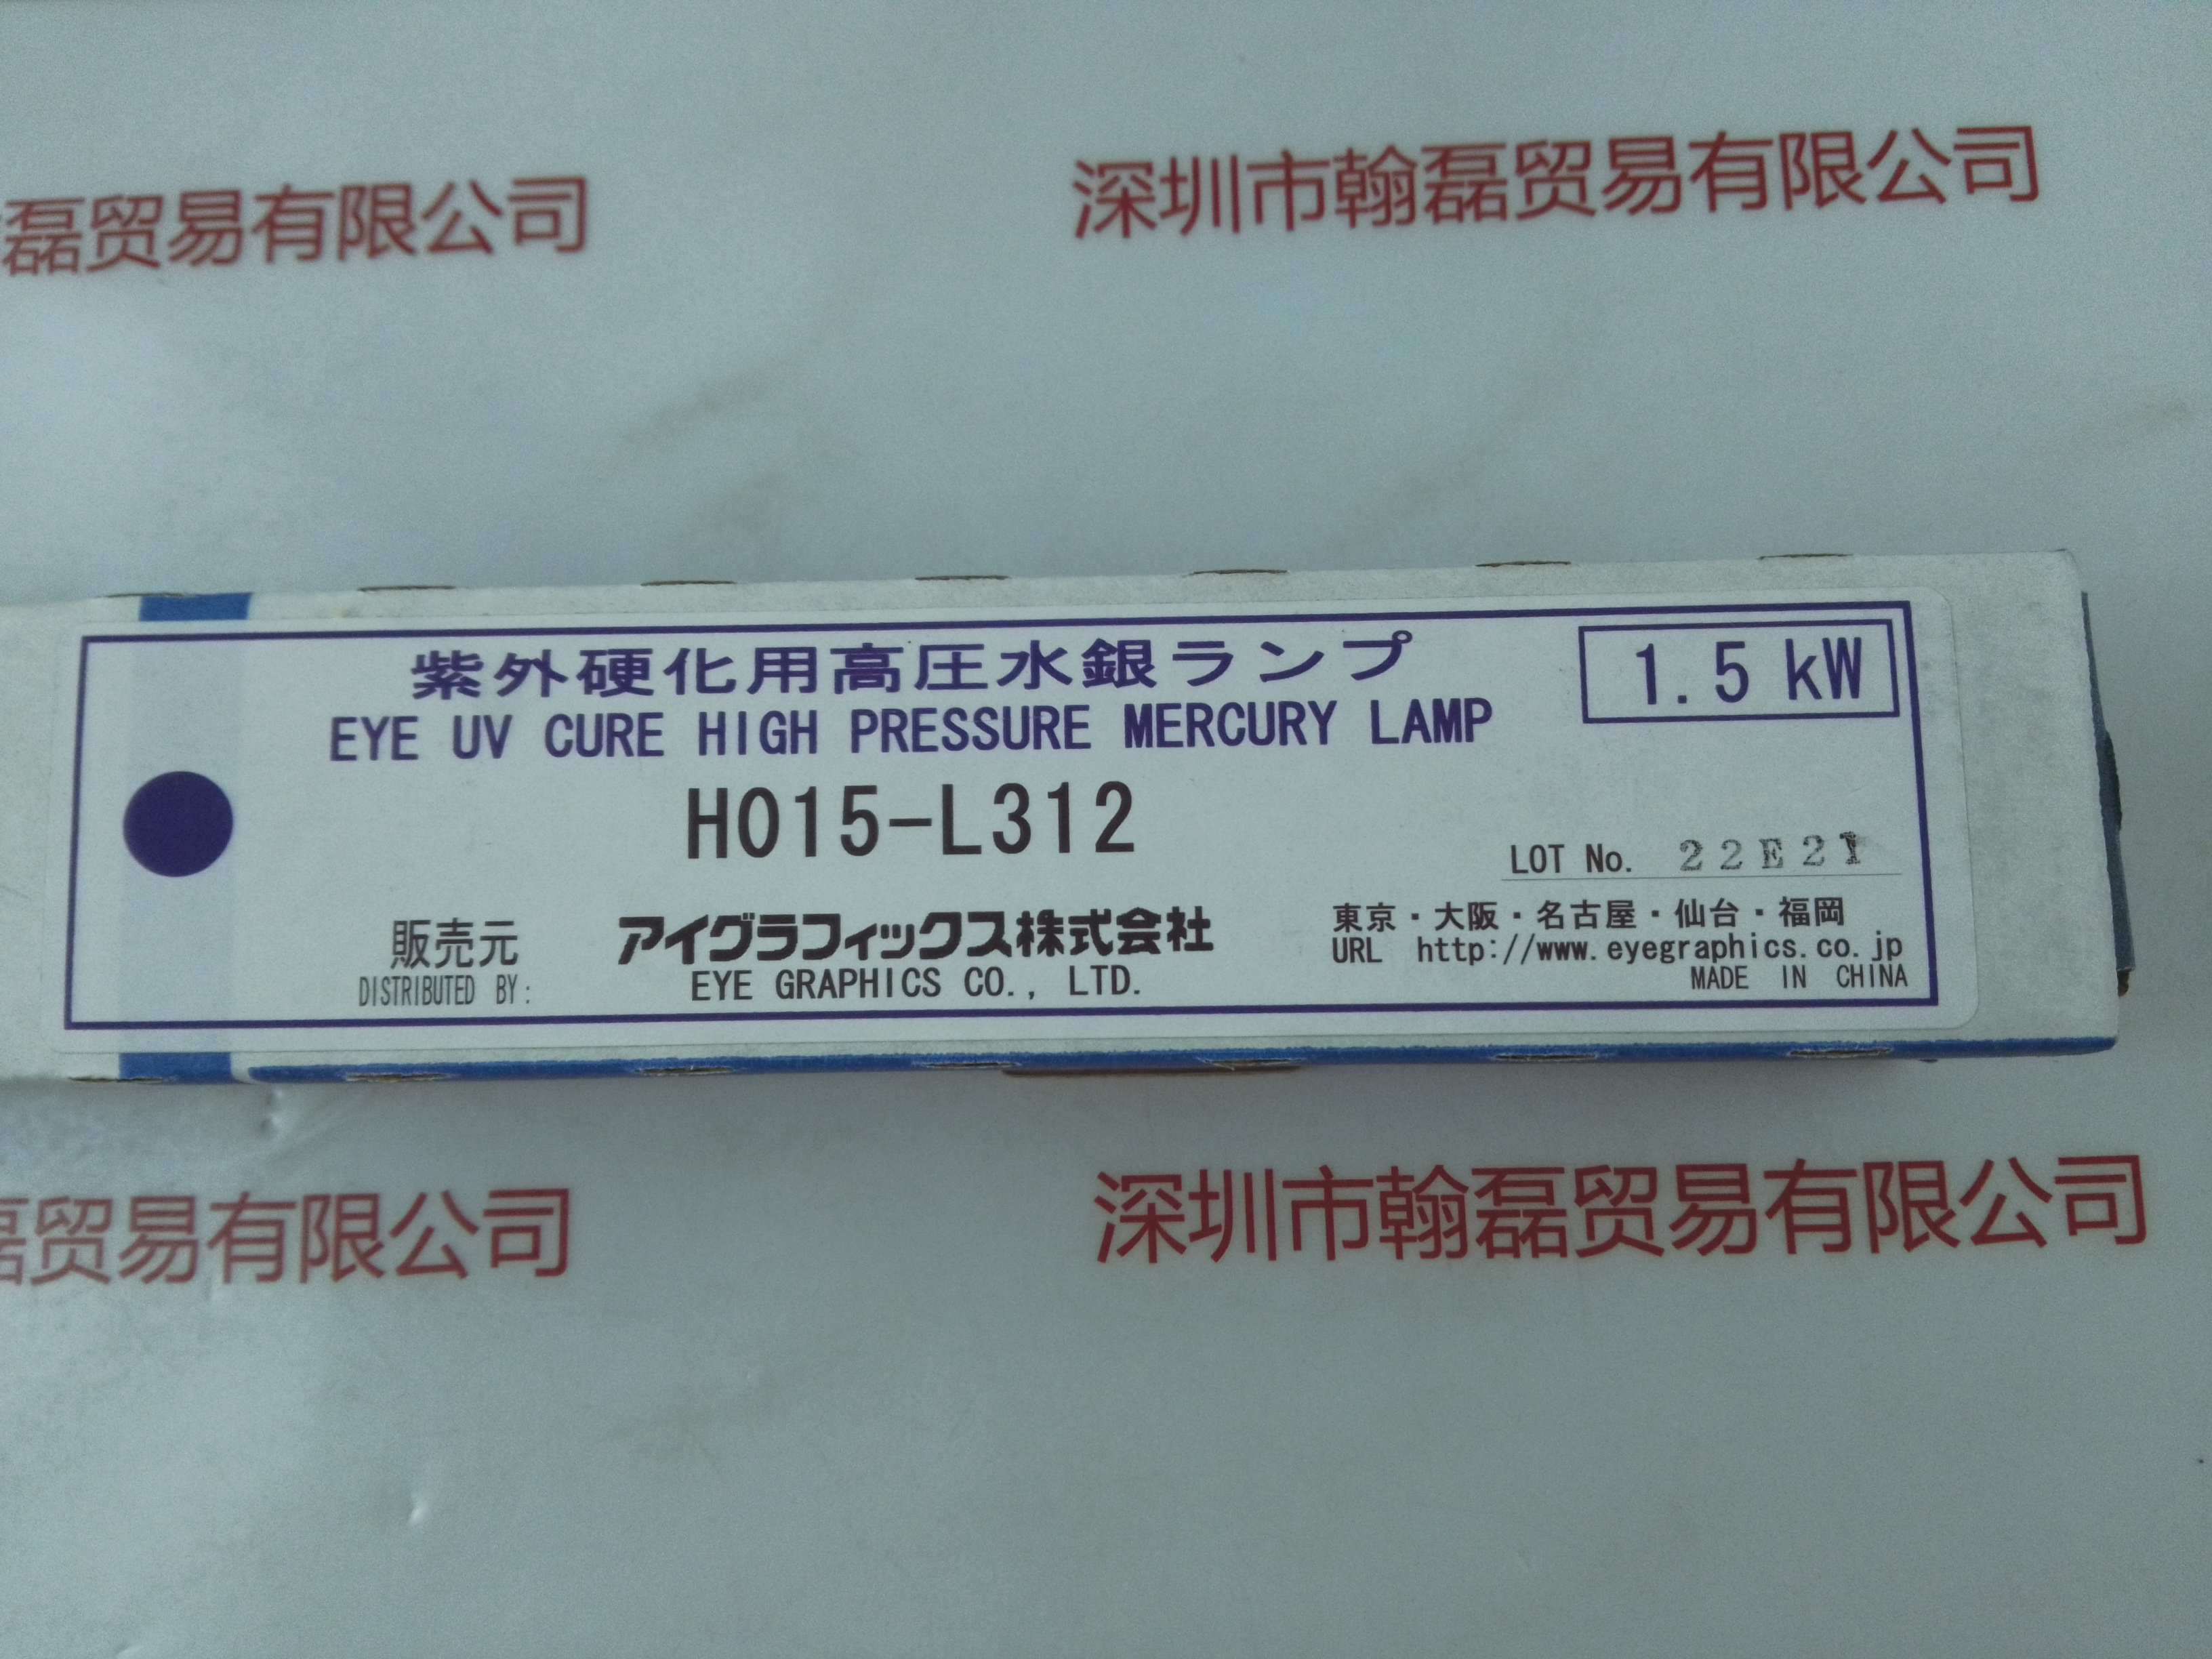 磊贸易有限公司
深圳市翰磊贸易有限公司
紫外硬化用高圧水銀ランプ
1.5 kW
EYE UV CURE HIGH PRESSURE MERCURY LAMP
H015-L312
LOT No. 22E21
販売元
アイグラフィックス株式会社
東京・大阪・名古屋・仙台・福岡
DISTRIBUTED BY:
EYE GRAPHICS CO., LTD.
URL http://www.eyegraphics.co.jp
MADE IN CHINA
磊贸易有限公司
深圳市翰磊贸易有限公司